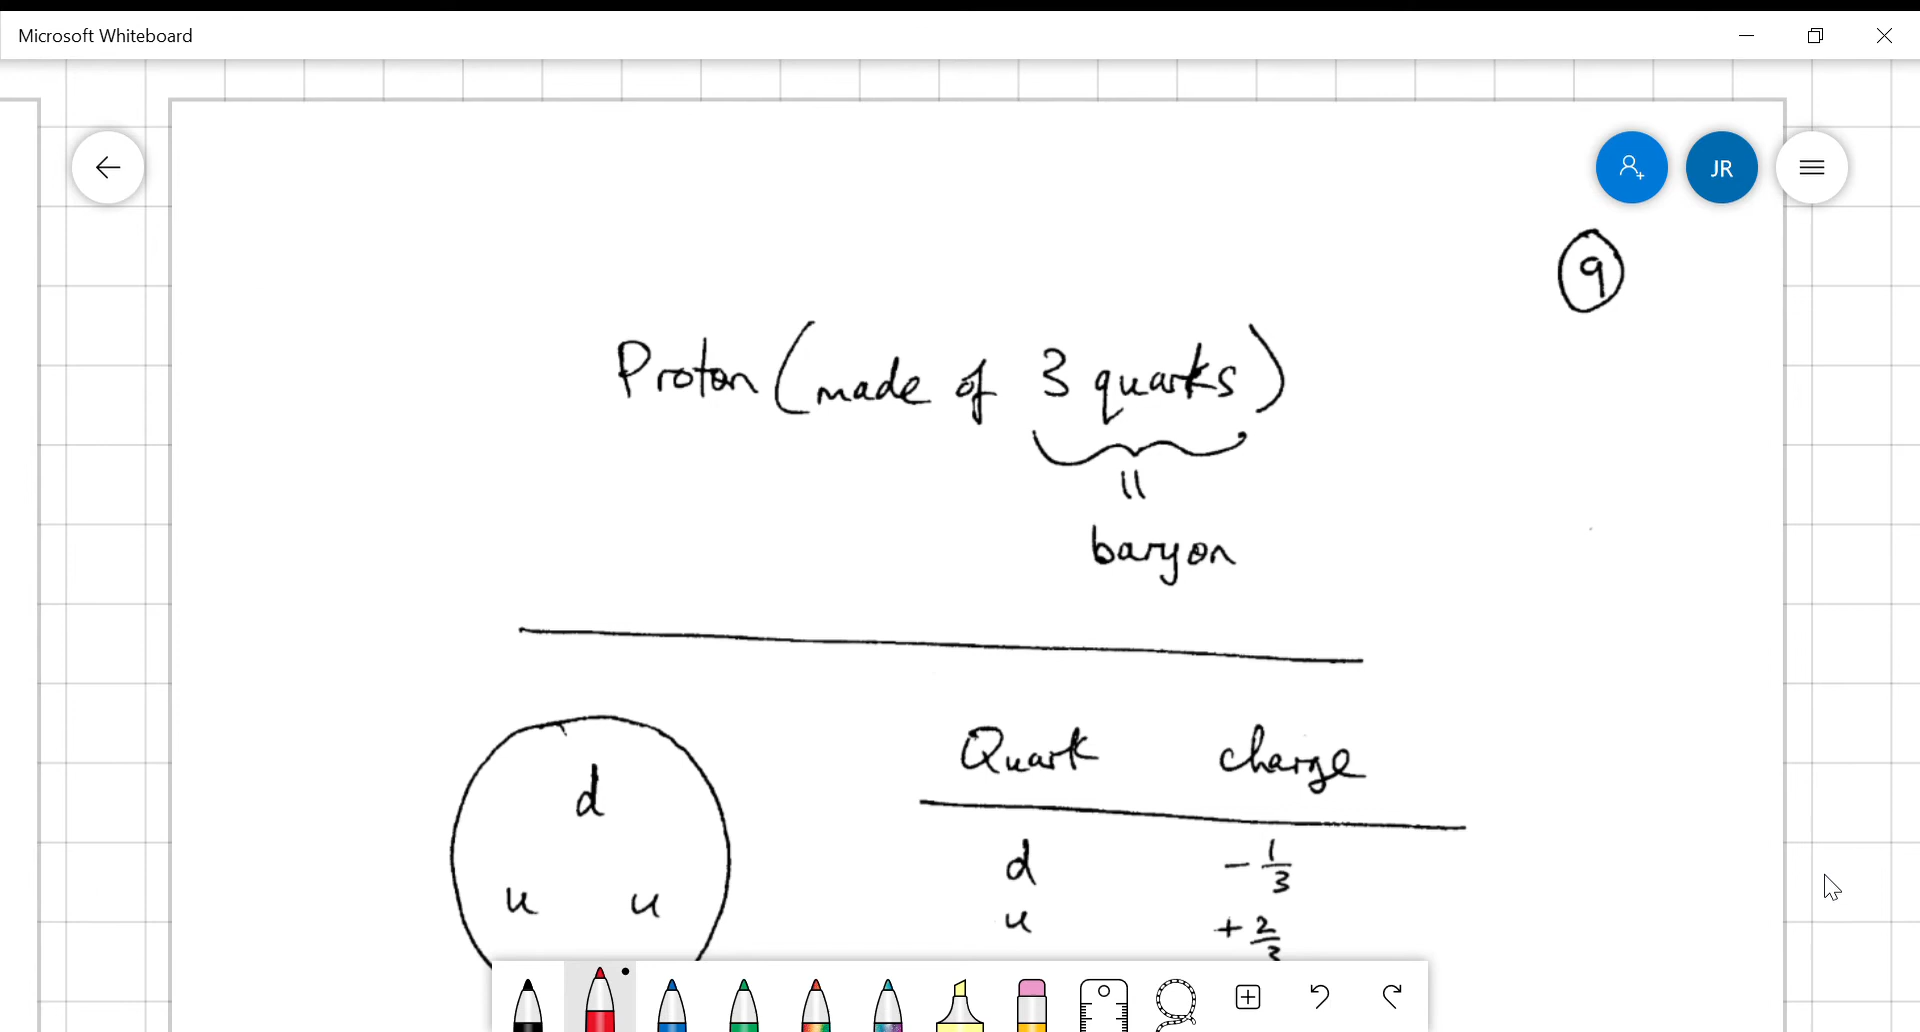 Microsoft Whiteboard
JR
9
Proton (made of 3 quarks)
=
baryon
Quark charge
d
d -1/3
u u
u +2/3